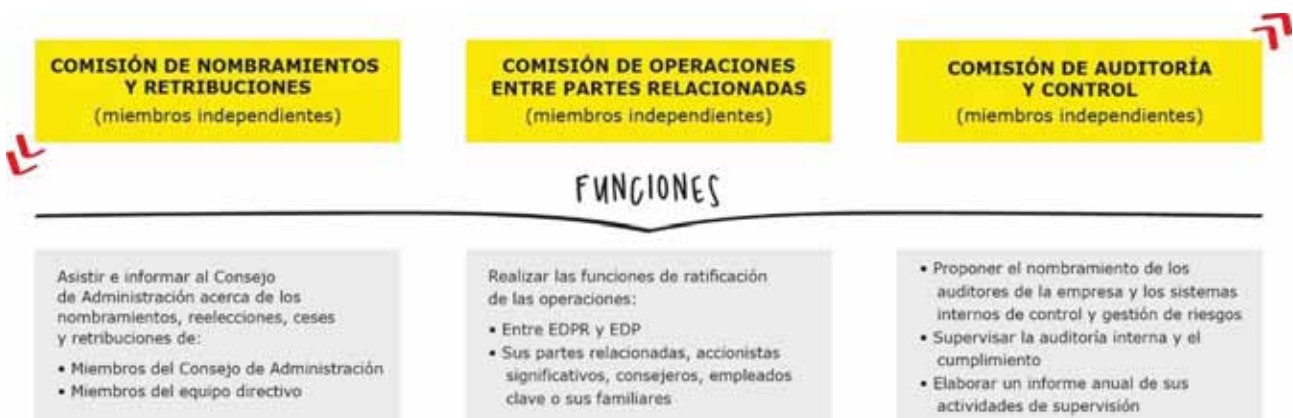 COMISIÓN DE NOMBRAMIENTOS
Y RETRIBUCIONES
(miembros independientes)
COMISIÓN DE OPERACIONES
ENTRE PARTES RELACIONADAS
(miembros independientes)
COMISIÓN DE AUDITORÍA
Y CONTROL
(miembros independientes)
FUNCIONES
Asistir e informar al Consejo
de Administración acerca de los
nombramientos, reelecciones, ceses
y retribuciones de:
• Miembros del Consejo de Administración
• Miembros del equipo directivo
Realizar las funciones de ratificación
de las operaciones:
• Entre EDPR y EDP
• Sus partes relacionadas, accionistas
significativos, consejeros, empleados
clave o sus familiares
• Proponer el nombramiento de los
auditores de la empresa y los sistemas
internos de control y gestión de riesgos
• Supervisar la auditoría interna y el
cumplimiento
• Elaborar un informe anual de sus
actividades de supervisión